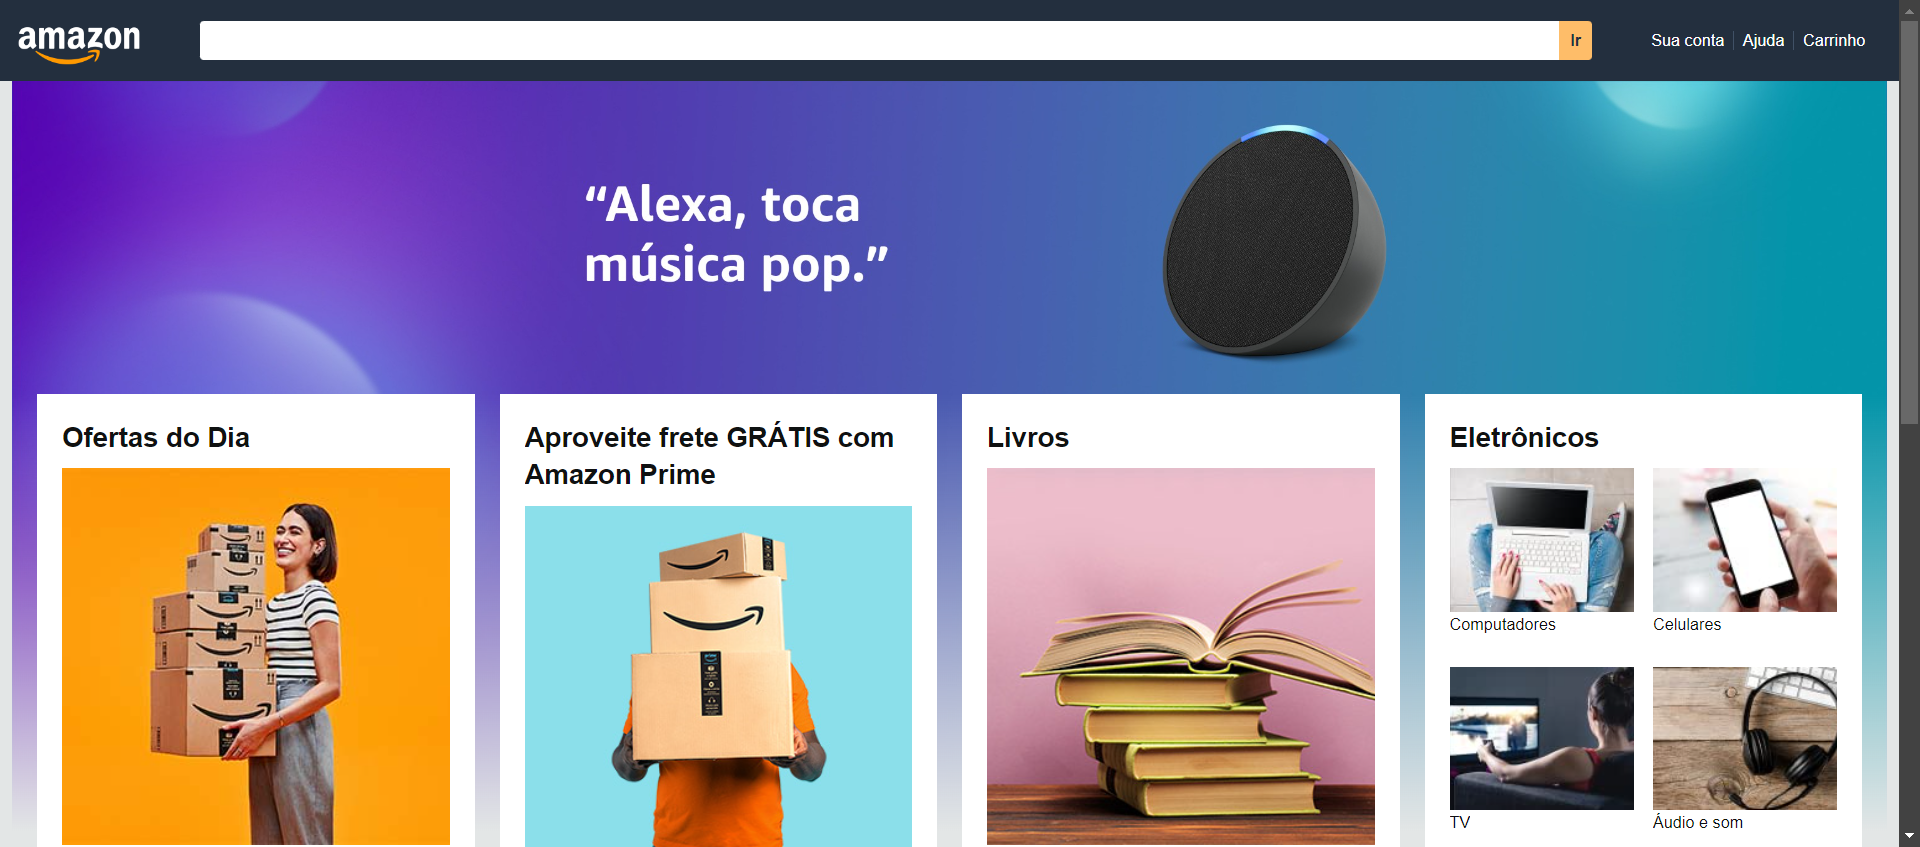 amazon
Ir
Sua conta
Ajuda
Carrinho
“Alexa, toca
música pop.”
Ofertas do Dia
Aproveite frete GRÁTIS com
Amazon Prime
Livros
Eletrônicos
Computadores
Celulares
TV
Áudio e som